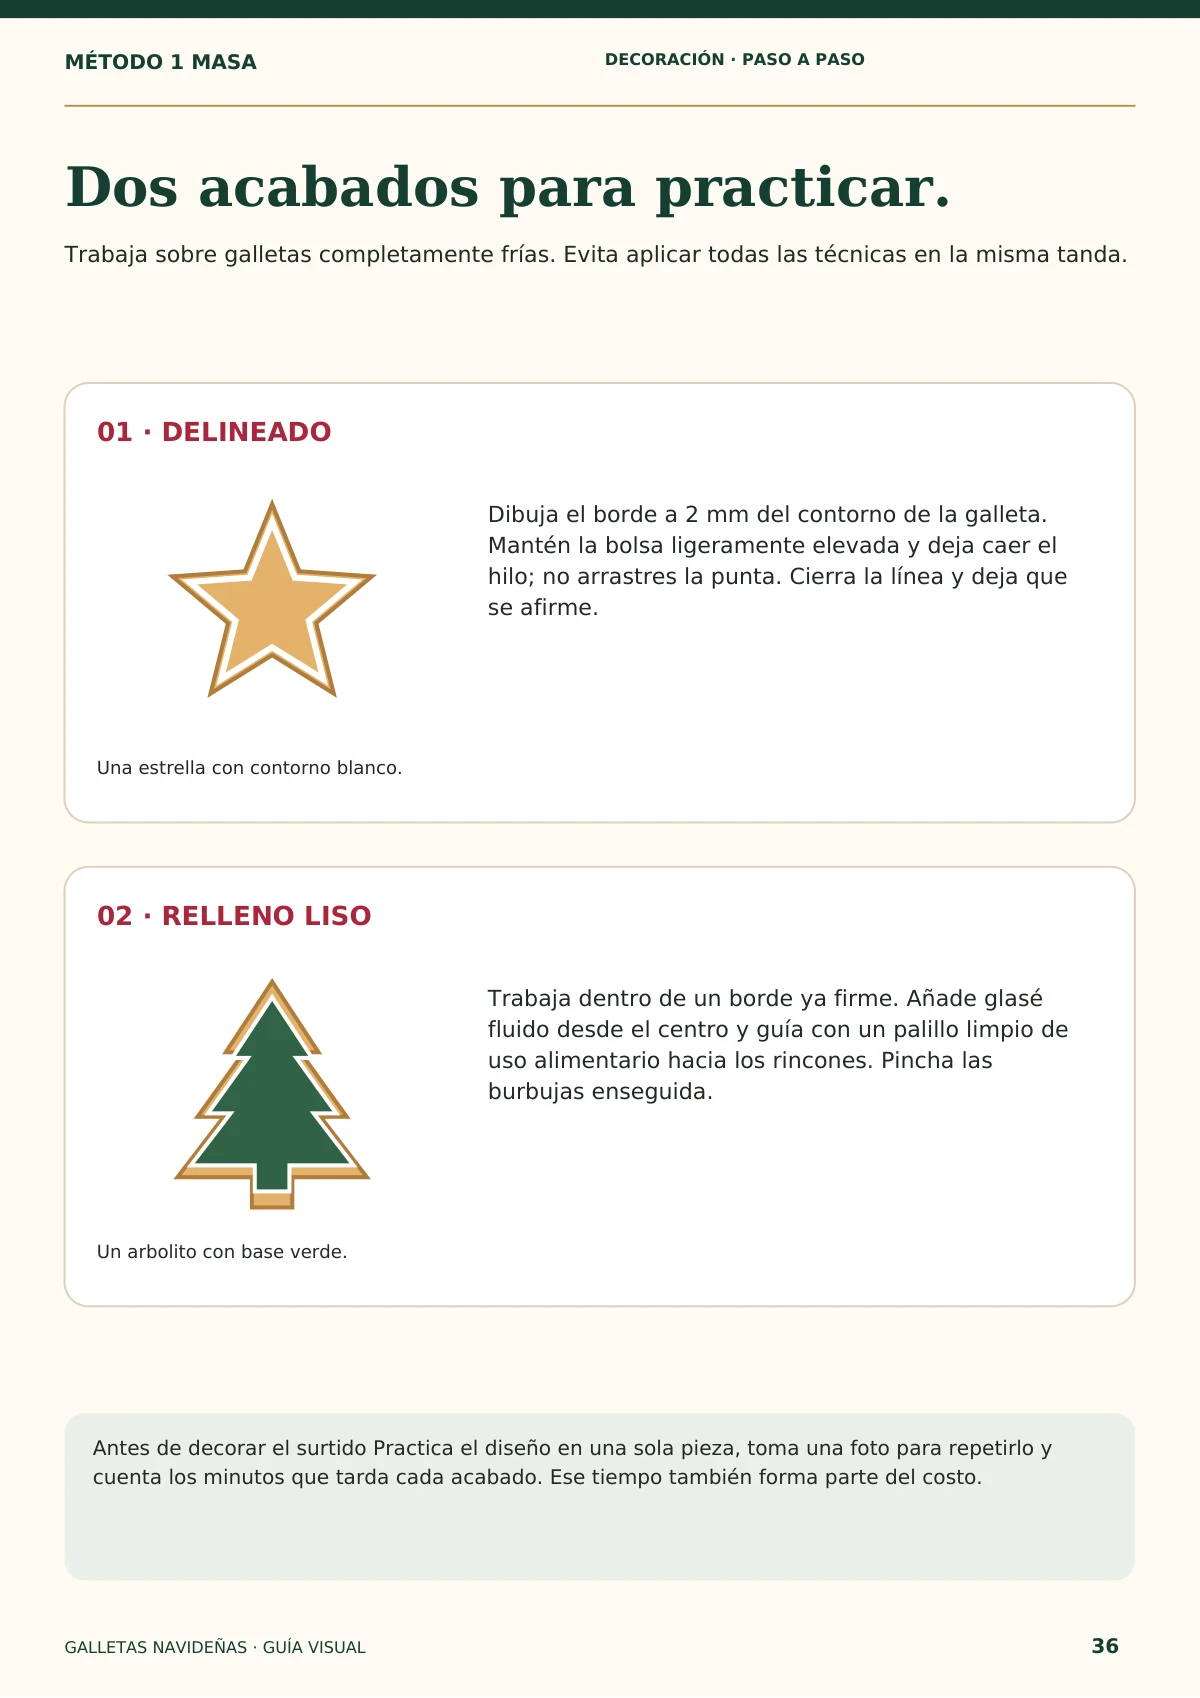 MÉTODO 1 MASA
DECORACIÓN · PASO A PASO
Dos acabados para practicar.
Trabaja sobre galletas completamente frías. Evita aplicar todas las técnicas en la misma tanda.
01 · DELINEADO
Dibuja el borde a 2 mm del contorno de la galleta.
Mantén la bolsa ligeramente elevada y deja caer el
hilo; no arrastres la punta. Cierra la línea y deja que
se afirme.
Una estrella con contorno blanco.
02 · RELLENO LISO
Trabaja dentro de un borde ya firme. Añade glasé
fluido desde el centro y guía con un palillo limpio de
uso alimentario hacia los rincones. Pincha las
burbujas enseguida.
Un arbolito con base verde.
Antes de decorar el surtido Practica el diseño en una sola pieza, toma una foto para repetirlo y
cuenta los minutos que tarda cada acabado. Ese tiempo también forma parte del costo.
GALLETAS NAVIDEÑAS · GUÍA VISUAL
36